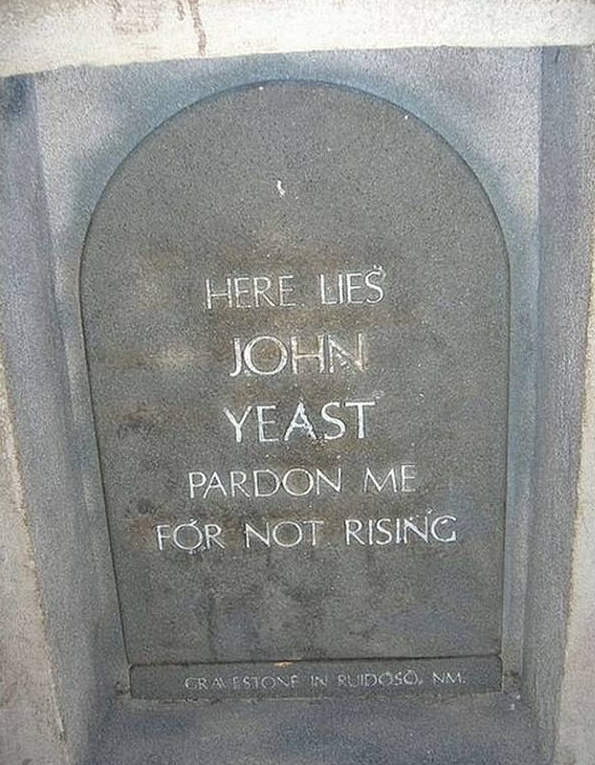 HERE LIES
JOHN
YEAST
PARDON ME
FOR NOT RISING
GRAVESTONE IN RUIDOSO, NM.